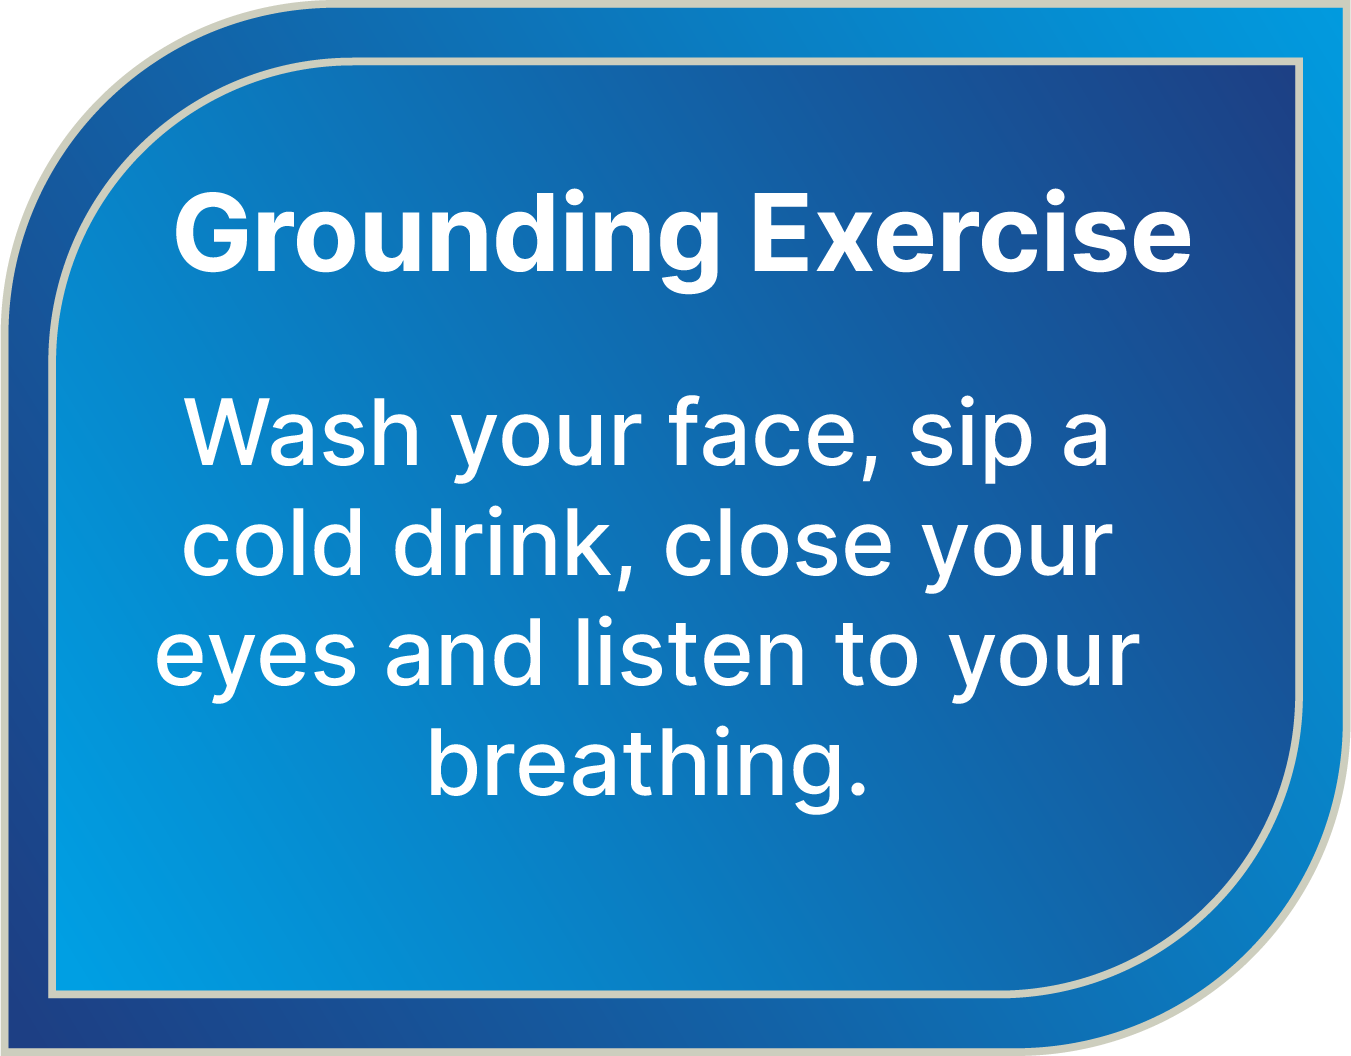 Grounding Exercise
Wash your face, sip a
cold drink, close your
eyes and listen to your
breathing.